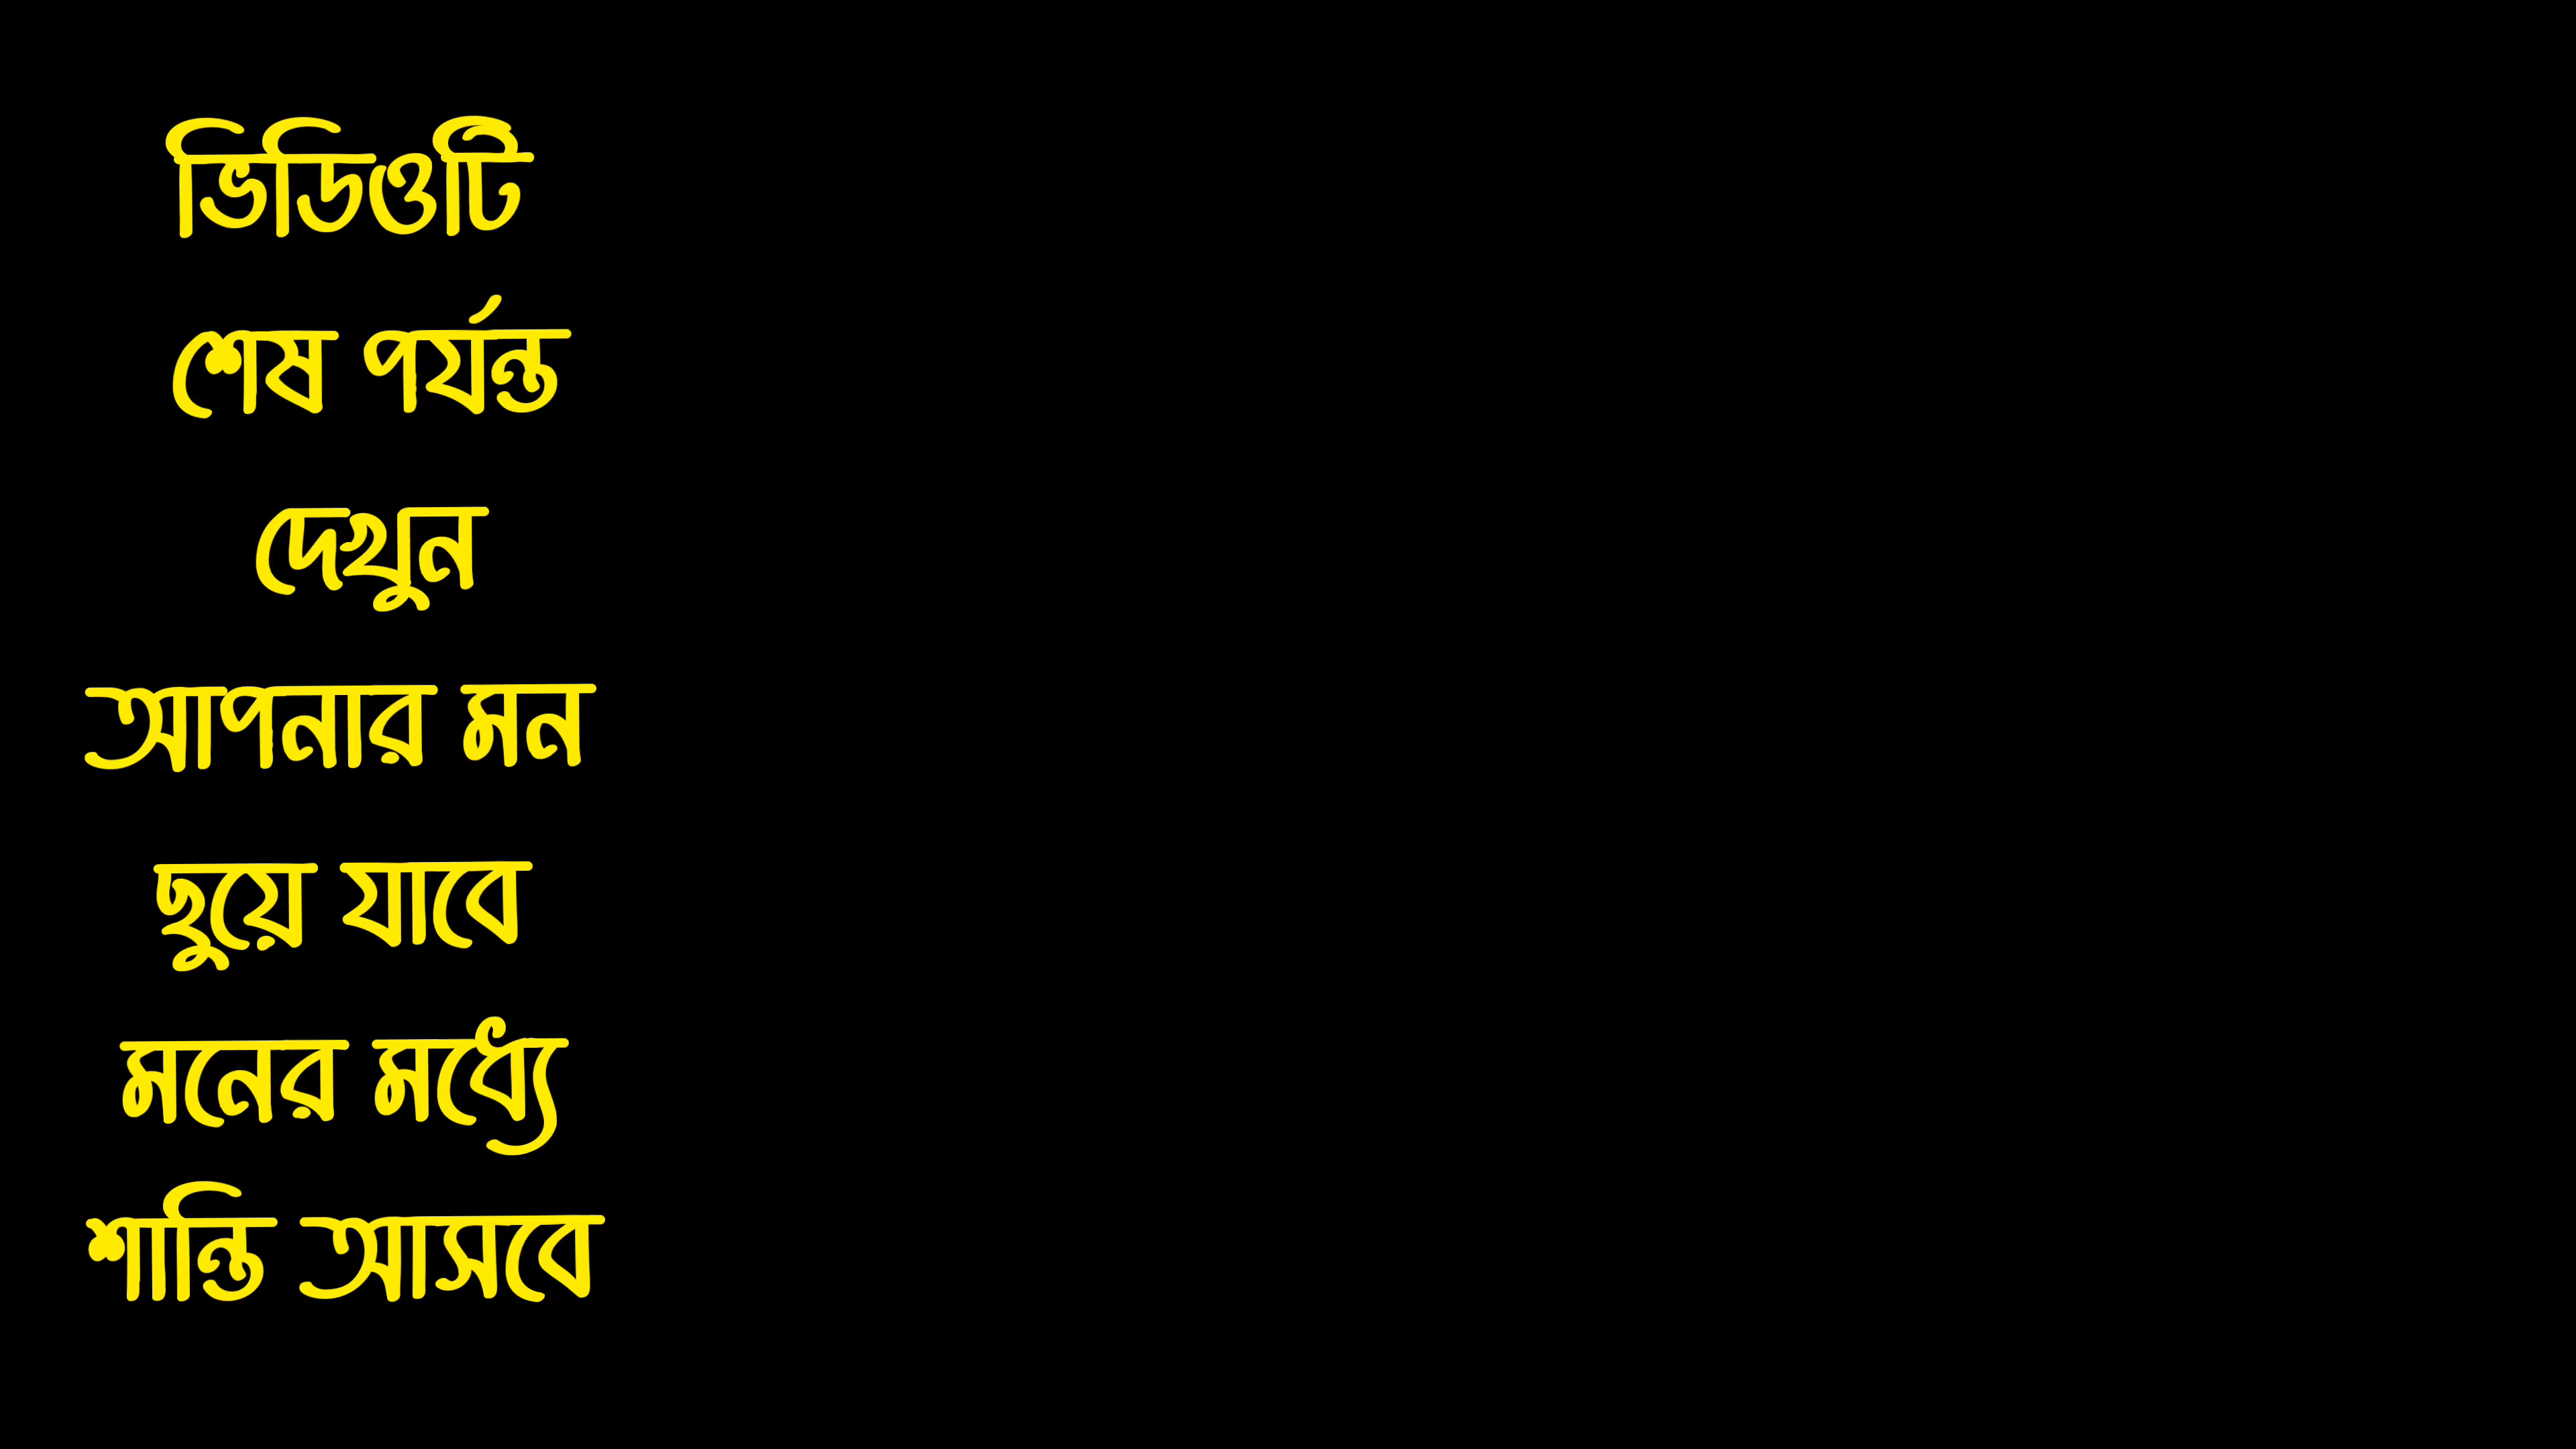 ভিডিওটি
শেষ পর্যন্ত
দেখুন
আপনার মন
ছুয়ে যাবে
মনের মধ্যে
শান্তি আসবে